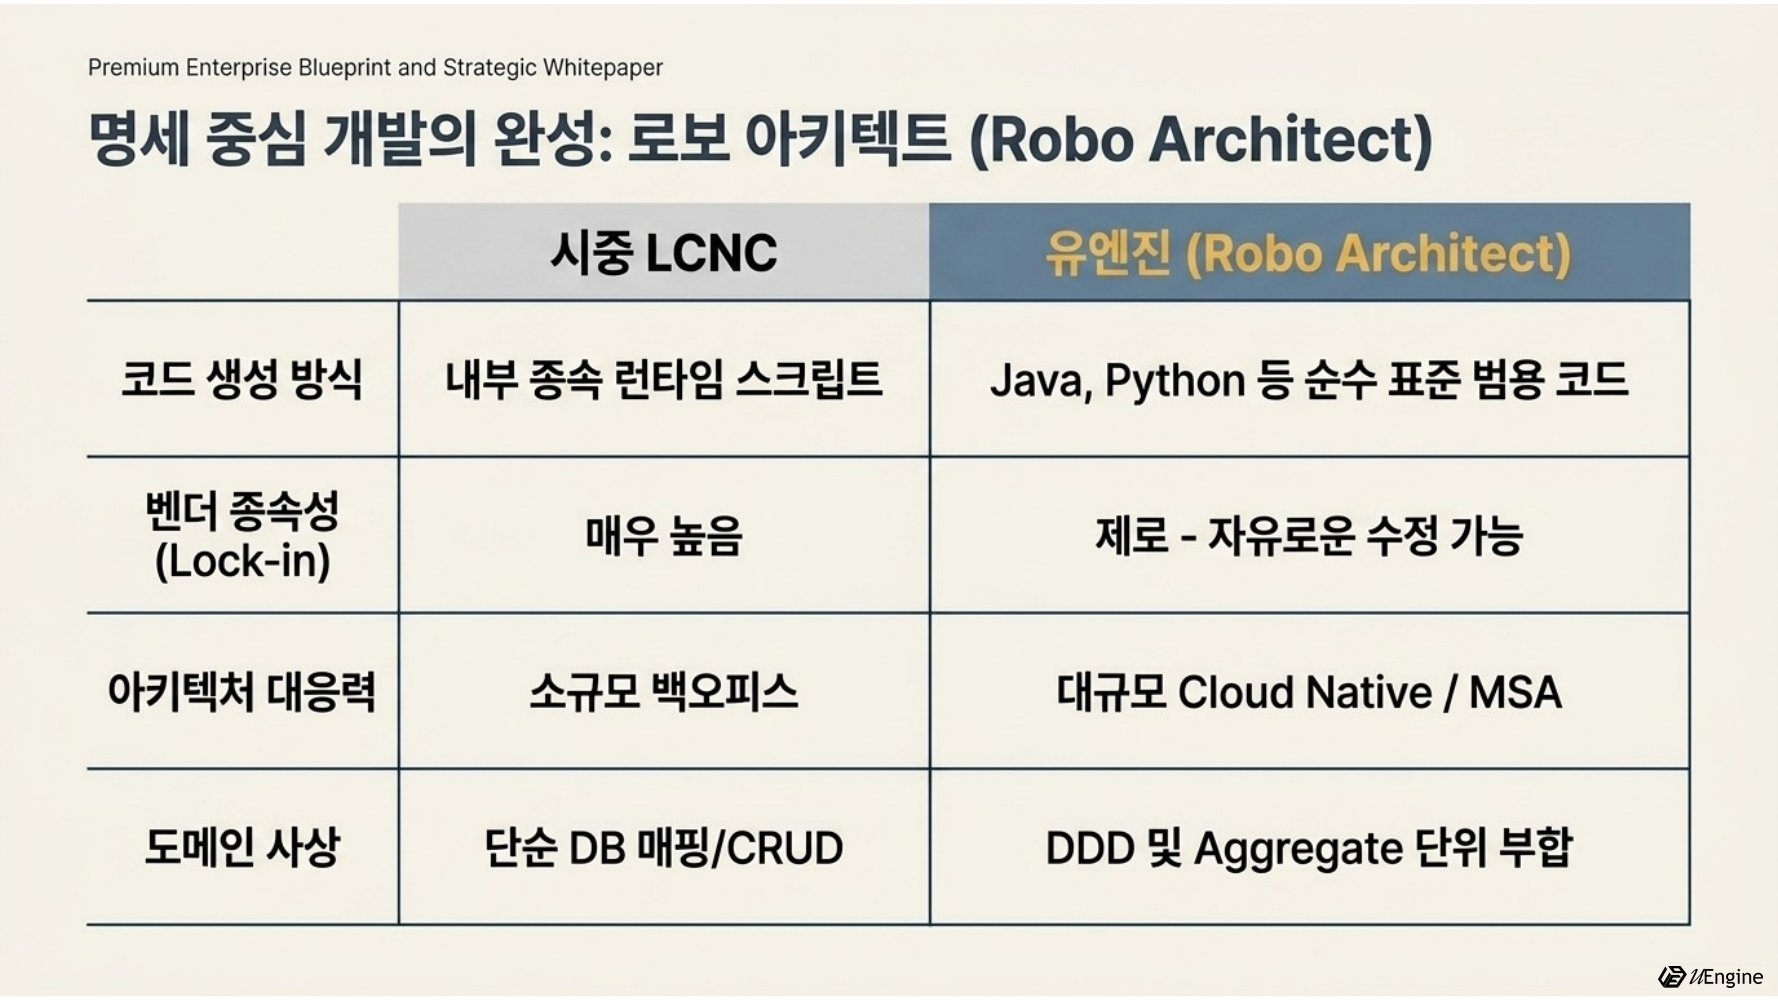 Premium Enterprise Blueprint and Strategic Whitepaper
명세 중심 개발의 완성: 로보 아키텍트 (Robo Architect)
시중 LCNC
유엔진 (Robo Architect)
코드 생성 방식
내부 종속 런타임 스크립트
Java, Python 등 순수 표준 범용 코드
벤더 종속성
(Lock-in)
매우 높음
제로 - 자유로운 수정 가능
아키텍처 대응력
소규모 백오피스
대규모 Cloud Native / MSA
도메인 사상
단순 DB 매핑/CRUD
DDD 및 Aggregate 단위 부합
uEngine